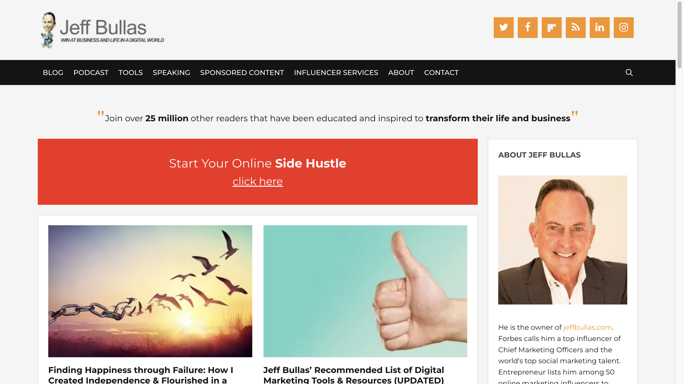 Jeff Bullas
WIN AT BUSINESS AND LIFE IN A DIGITAL WORLD
BLOG PODCAST TOOLS SPEAKING SPONSORED CONTENT INFLUENCER SERVICES ABOUT CONTACT
"Join over 25 million other readers that have been educated and inspired to transform their life and business"
Start Your Online Side Hustle
click here
Finding Happiness through Failure: How I
Created Independence & Flourished in a
Jeff Bullas’ Recommended List of Digital
Marketing Tools & Resources (UPDATED)
ABOUT JEFF BULLAS
He is the owner of jeffbullas.com.
Forbes calls him a top influencer of
Chief Marketing Officers and the
world's top social marketing talent.
Entrepreneur lists him among 50
online marketing influencers to